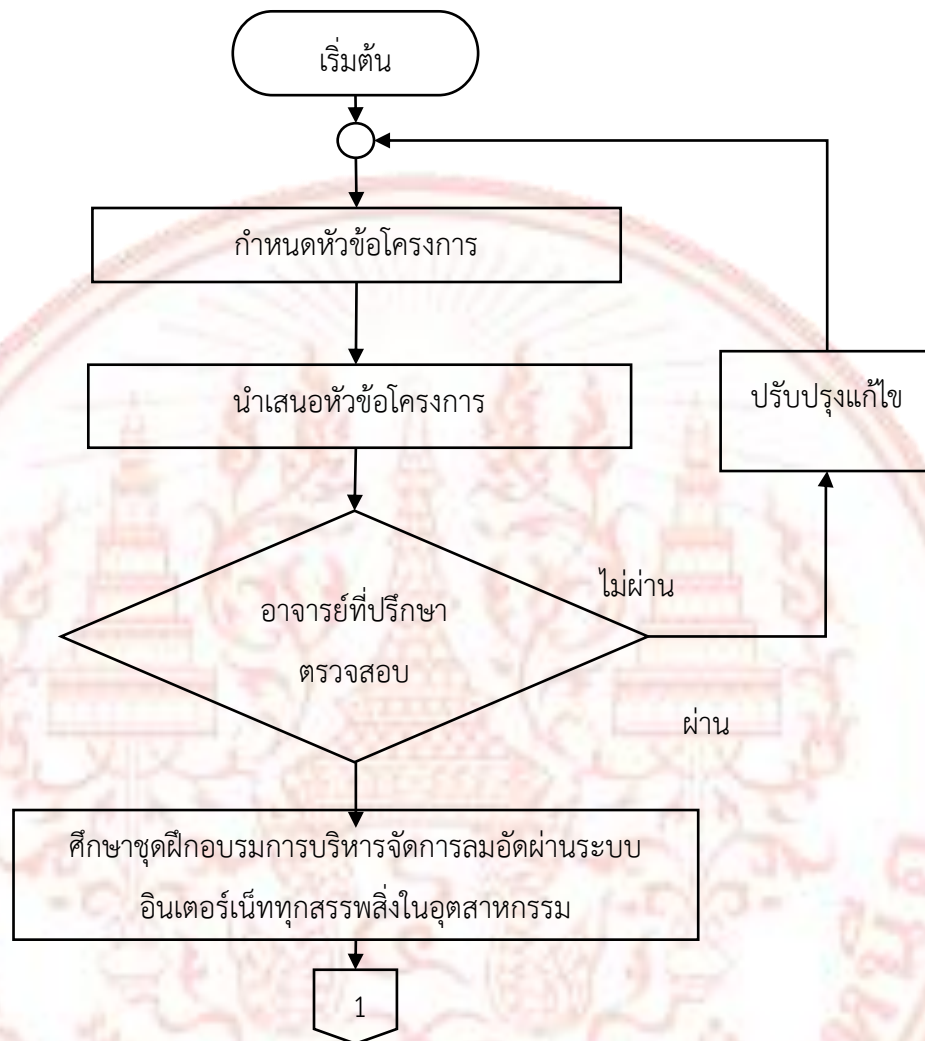 เริ่มต้น
กำหนดหัวข้อโครงการ
นำเสนอหัวข้อโครงการ
ปรับปรุงแก้ไข
ไม่ผ่าน
อาจารย์ที่ปรึกษา
ตรวจสอบ
ผ่าน
ศึกษาชุดฝึกอบรมการบริหารจัดการลมอัดผ่านระบบ
อินเตอร์เน็ททุกสรรพสิ่งในอุตสาหกรรม
1